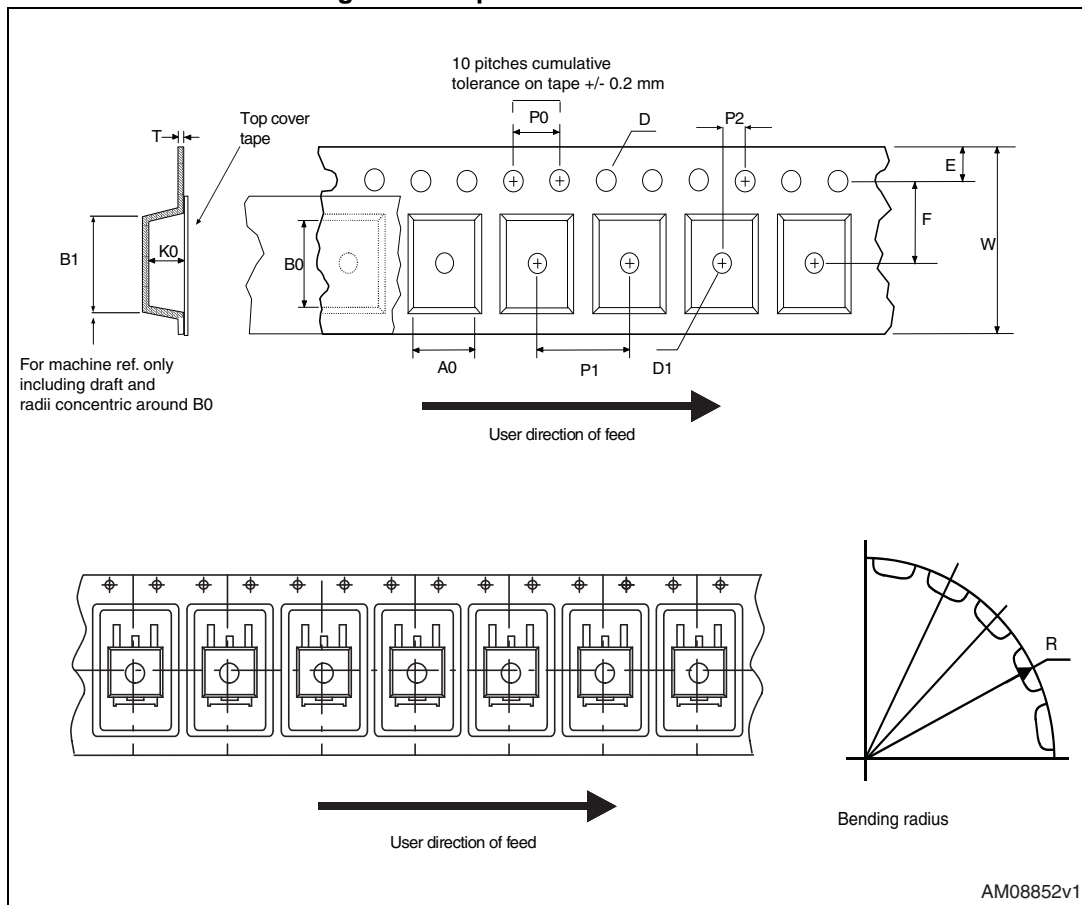 10 pitches cumulative
tolerance on tape +/- 0.2 mm
P0
D
P2
T
Top cover
tape
E
F
W
B1
K0
B0
For machine ref. only
including draft and
radii concentric around B0
A0
P1
D1
User direction of feed
R
User direction of feed
Bending radius
AM08852v1